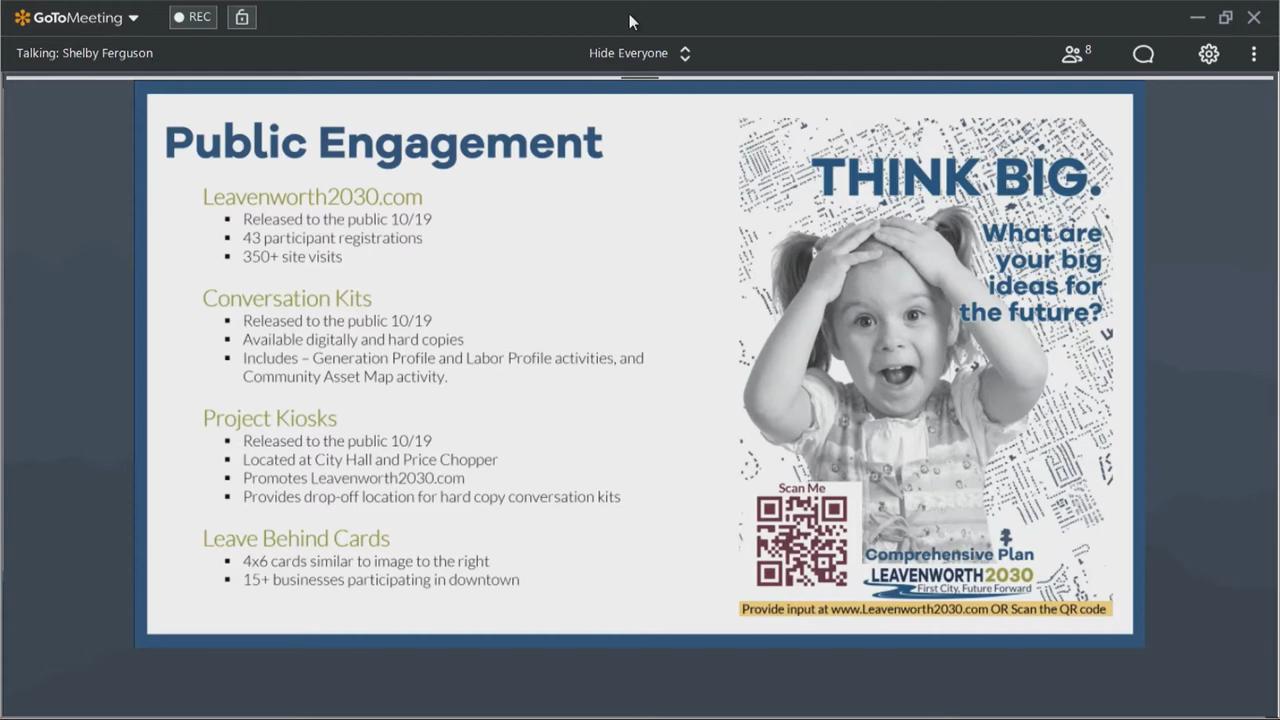 GoToMeeting
REC
Talking: Shelby Ferguson
Hide Everyone
8
Public Engagement
Leavenworth2030.com
▪ Released to the public 10/19
▪ 43 participant registrations
▪ 350+ site visits
Conversation Kits
▪ Released to the public 10/19
▪ Available digitally and hard copies
▪ Includes – Generation Profile and Labor Profile activities, and
Community Asset Map activity.
Project Kiosks
▪ Released to the public 10/19
▪ Located at City Hall and Price Chopper
▪ Promotes Leavenworth2030.com
▪ Provides drop-off location for hard copy conversation kits
Leave Behind Cards
▪ 4x6 cards similar to image to the right
▪ 15+ businesses participating in downtown
THINK BIG.
What are
your big
ideas for
the future?
Scan Me
Comprehensive Plan
LEAVENWORTH2030
First City, Future Forward
Provide input at www.Leavenworth2030.com OR Scan the QR code